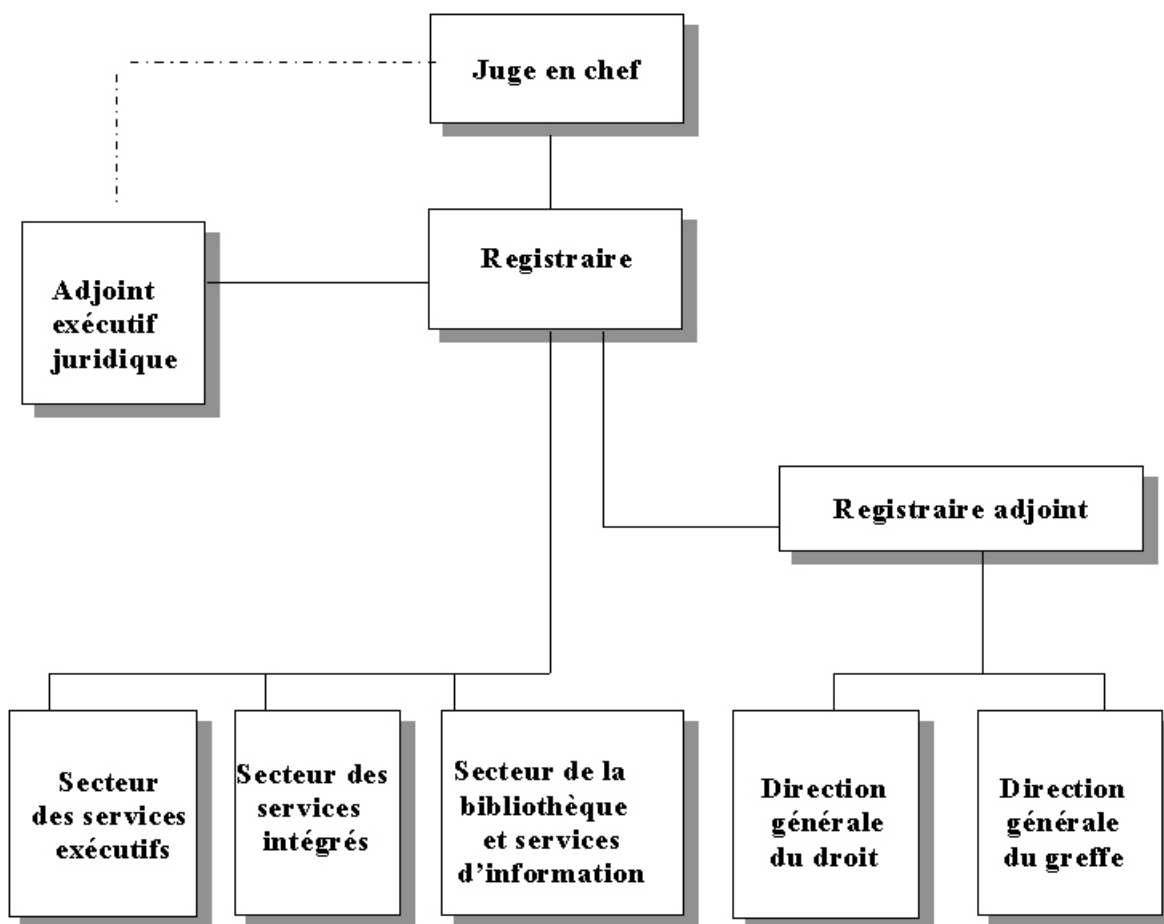 Juge en chef
Registraire
Adjoint
exécutif
juridique
Registraire adjoint
Secteur
des services
exécutifs
Secteur des
services
intégrés
Secteur de la
bibliothèque
et services
d'information
Direction
générale
du droit
Direction
générale
du greffe